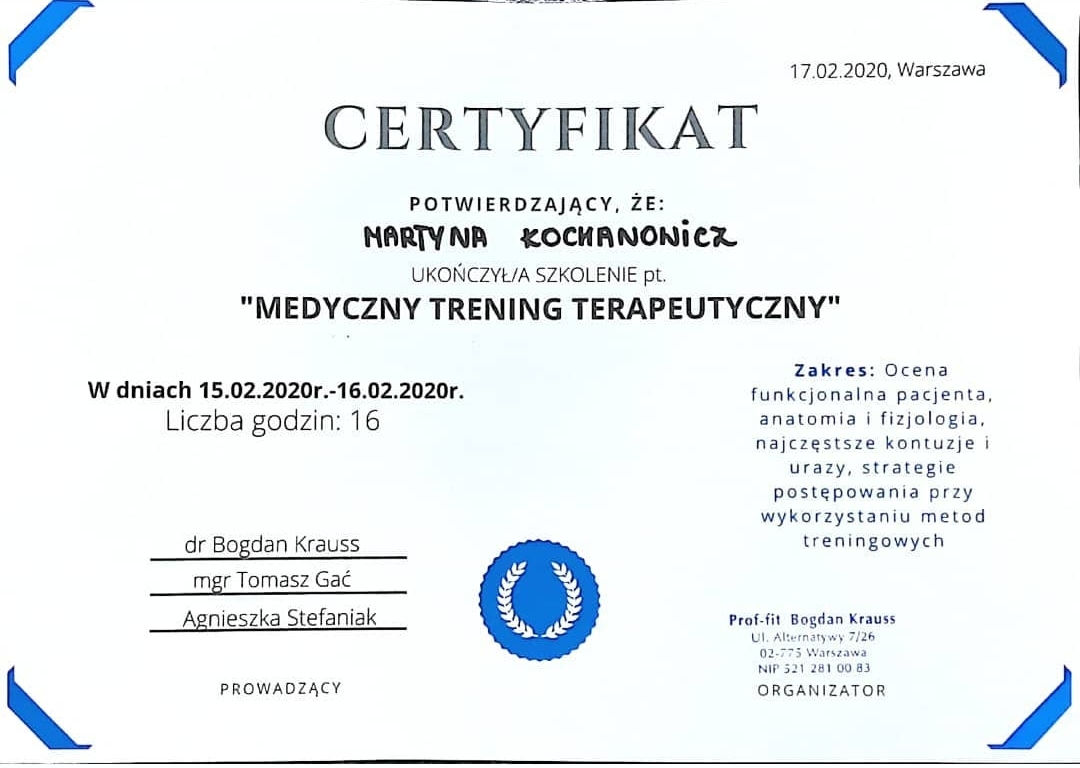 17.02.2020, Warszawa
CERTYFIKAT
POTWIERDZAJĄCY, ŻE:
MARTYNA KOCHANOWICZ
UKOŃCZYŁ/A SZKOLENIE pt.
"MEDYCZNY TRENING TERAPEUTYCZNY"
W dniach 15.02.2020r.-16.02.2020r.
Liczba godzin: 16
Zakres: Ocena
funkcjonalna pacjenta,
anatomia i fizjologia,
najczęstsze kontuzje i
urazy, strategie
postępowania przy
wykorzystaniu metod
treningowych
dr Bogdan Krauss
mgr Tomasz Gać
Agnieszka Stefaniak
PROWADZĄCY
Prof-fit Bogdan Krauss
Ul. Alternatywy 7/26
02-775 Warszawa
NIP 521 281 00 83
ORGANIZATOR